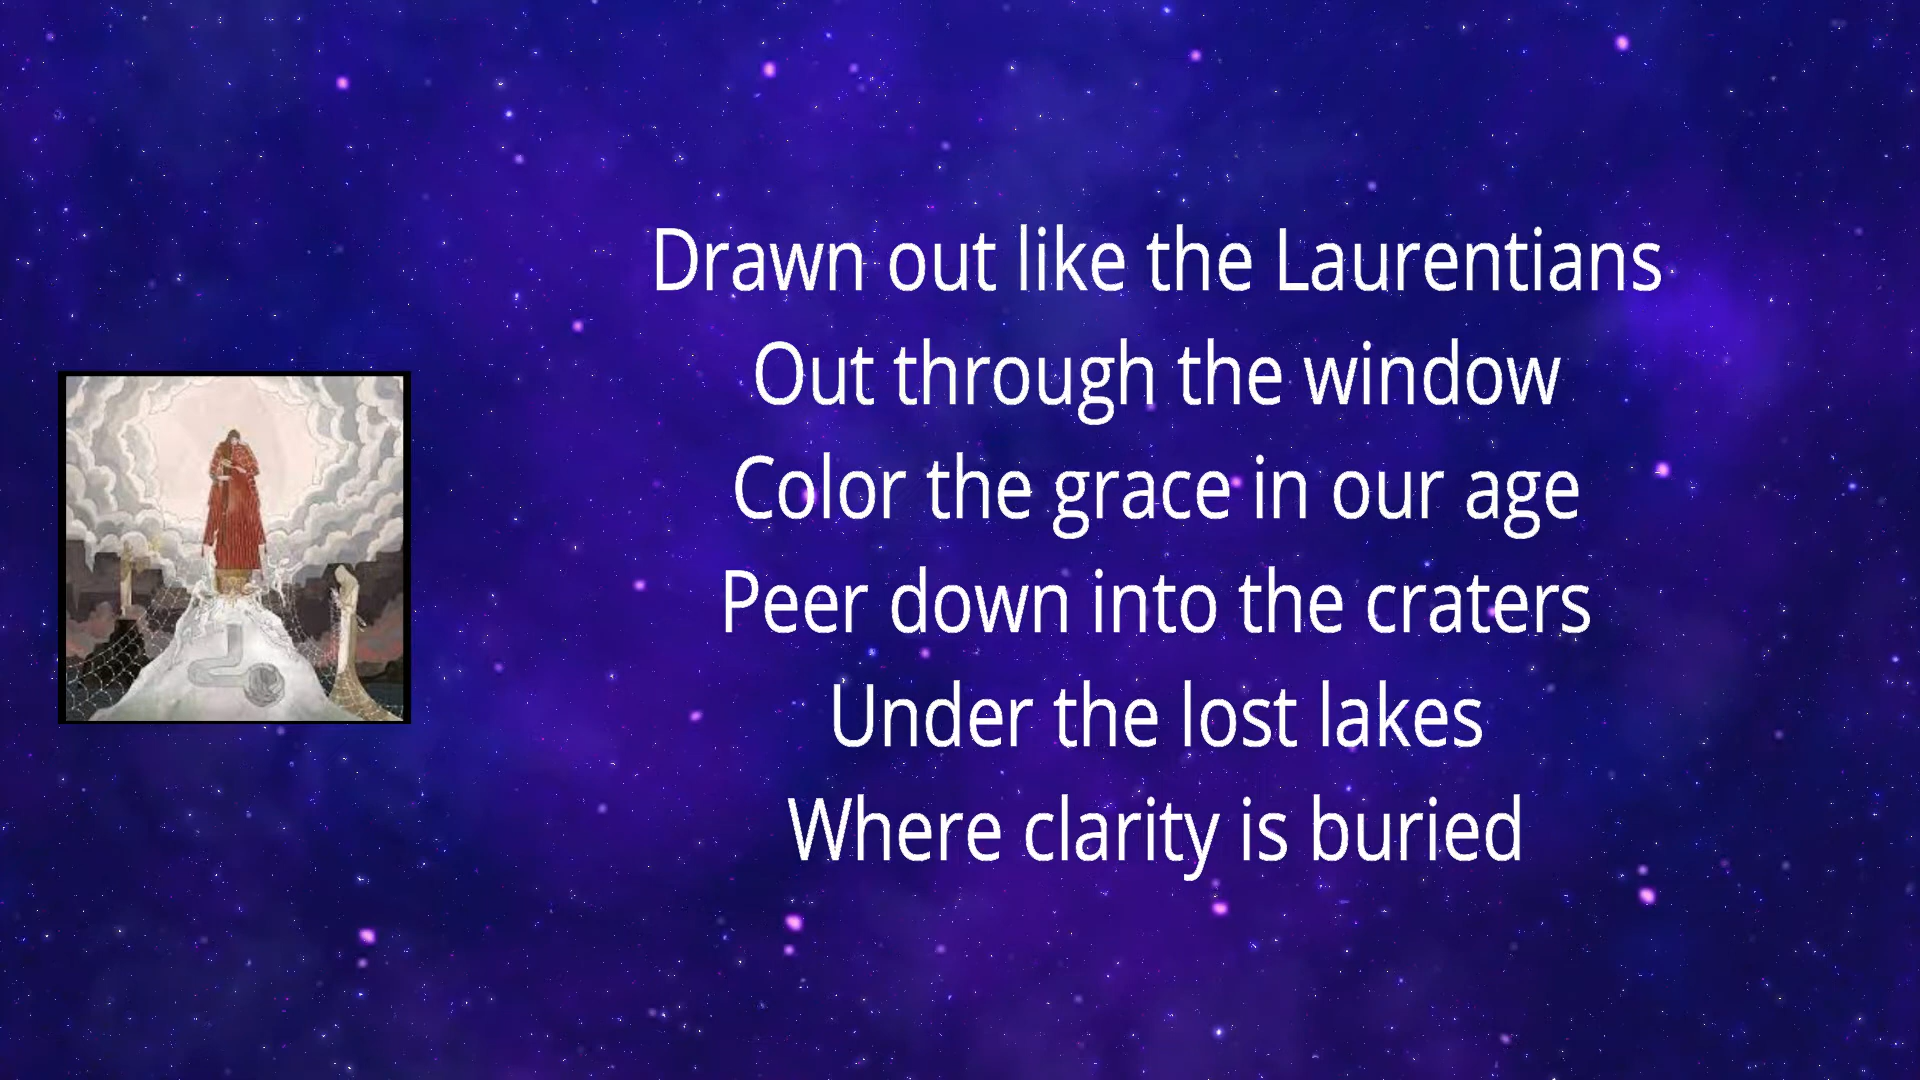 Drawn out like the Laurentians
Out through the window
Color the grace in our age
Peer down into the craters
Under the lost lakes
Where clarity is buried